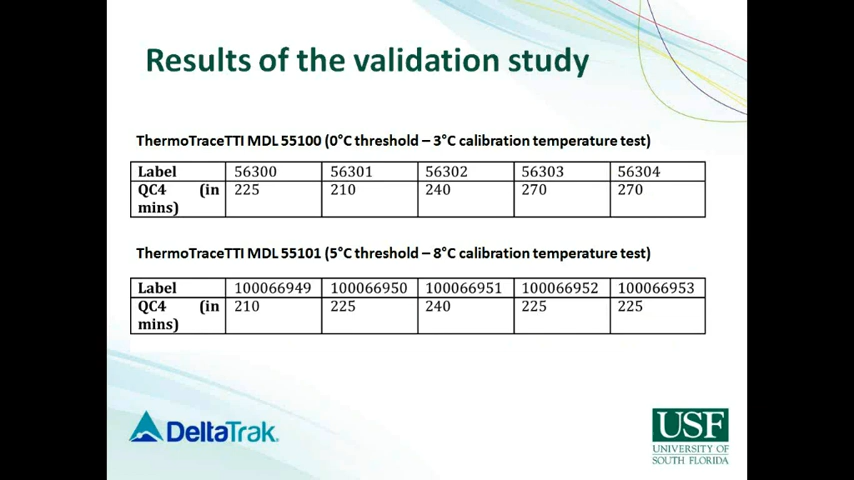 Results of the validation study
ThermoTraceTTI MDL 55100 (0°C threshold – 3°C calibration temperature test)
Label 56300 56301 56302 56303 56304
QC4 (in mins) 225 210 240 270 270
ThermoTraceTTI MDL 55101 (5°C threshold – 8°C calibration temperature test)
Label 100066949 100066950 100066951 100066952 100066953
QC4 (in mins) 210 225 240 225 225
DeltaTrak.
USF
UNIVERSITY OF
SOUTH FLORIDA